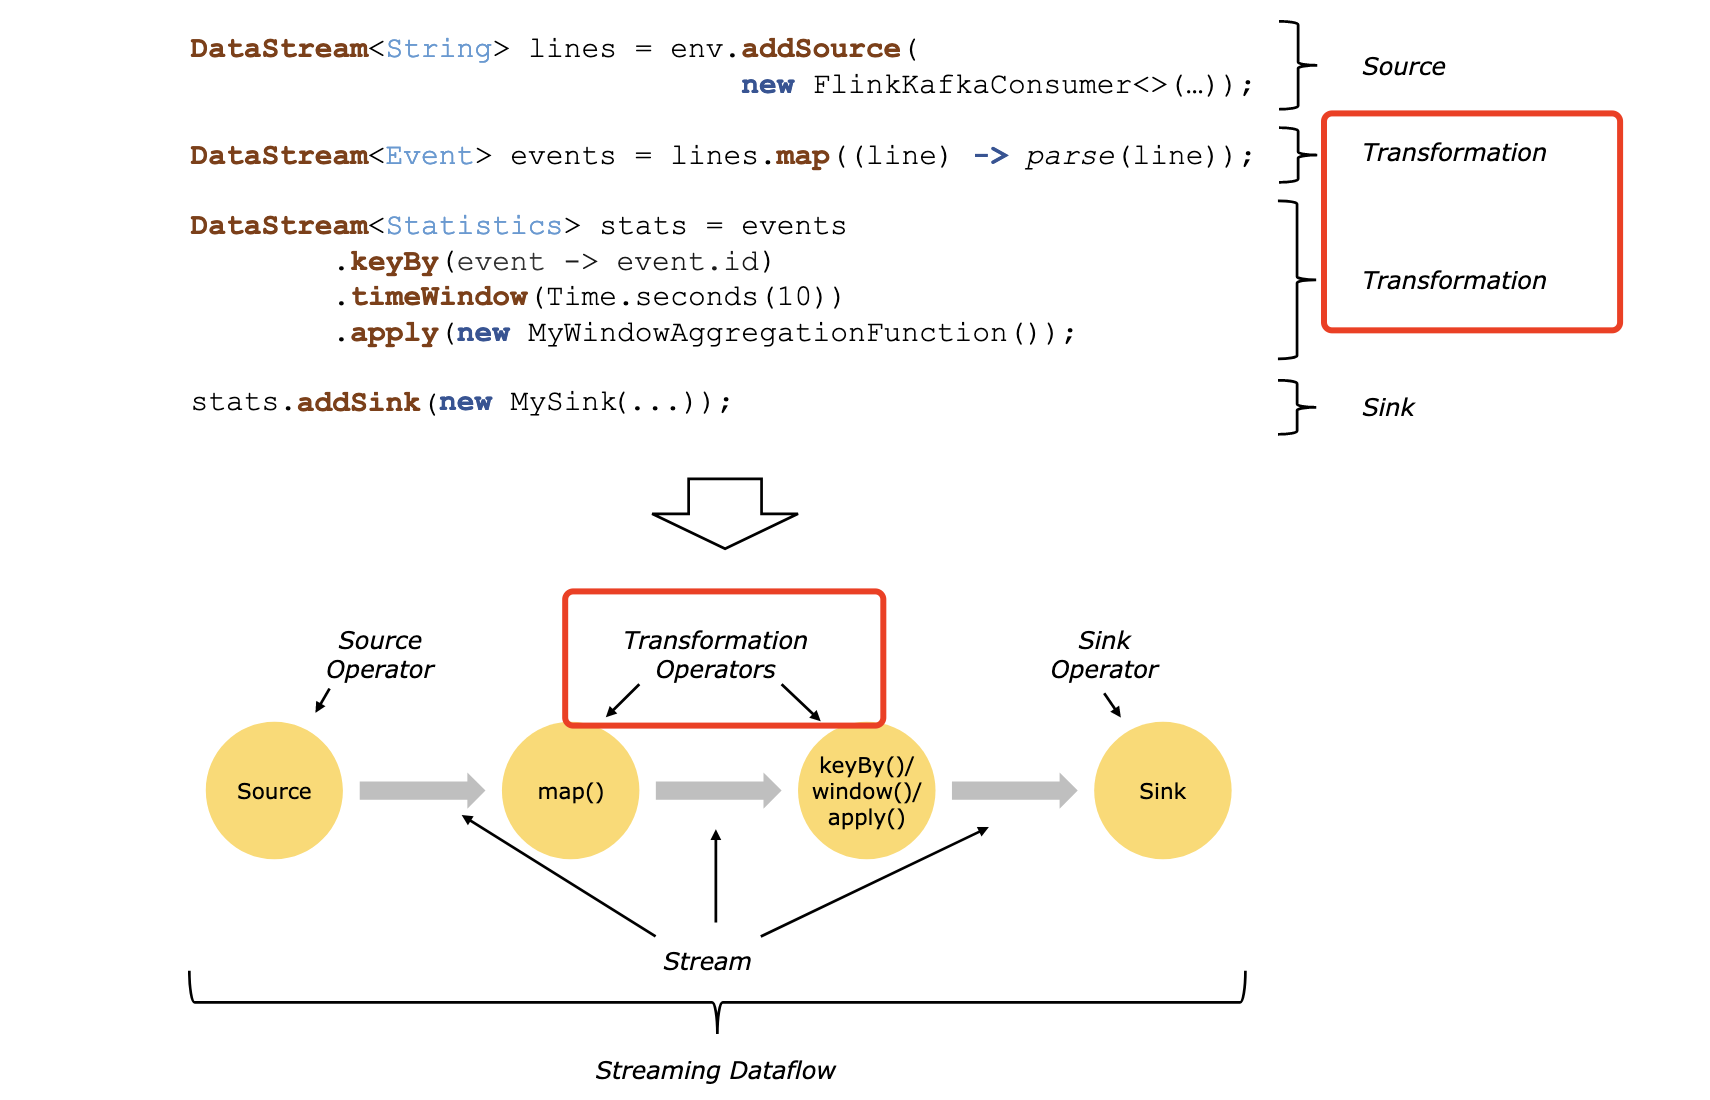 DataStream<String> lines = env.addSource(
new FlinkKafkaConsumer<>(…));
Source
DataStream<Event> events = lines.map((line) -> parse(line));
Transformation
DataStream<Statistics> stats = events
.keyBy(event -> event.id)
.timeWindow(Time.seconds(10))
.apply(new MyWindowAggregationFunction());
Transformation
stats.addSink(new MySink(...));
Sink
Source
Operator
Transformation
Operators
Sink
Operator
Source
map()
keyBy()/
window()/
apply()
Sink
Stream
Streaming Dataflow